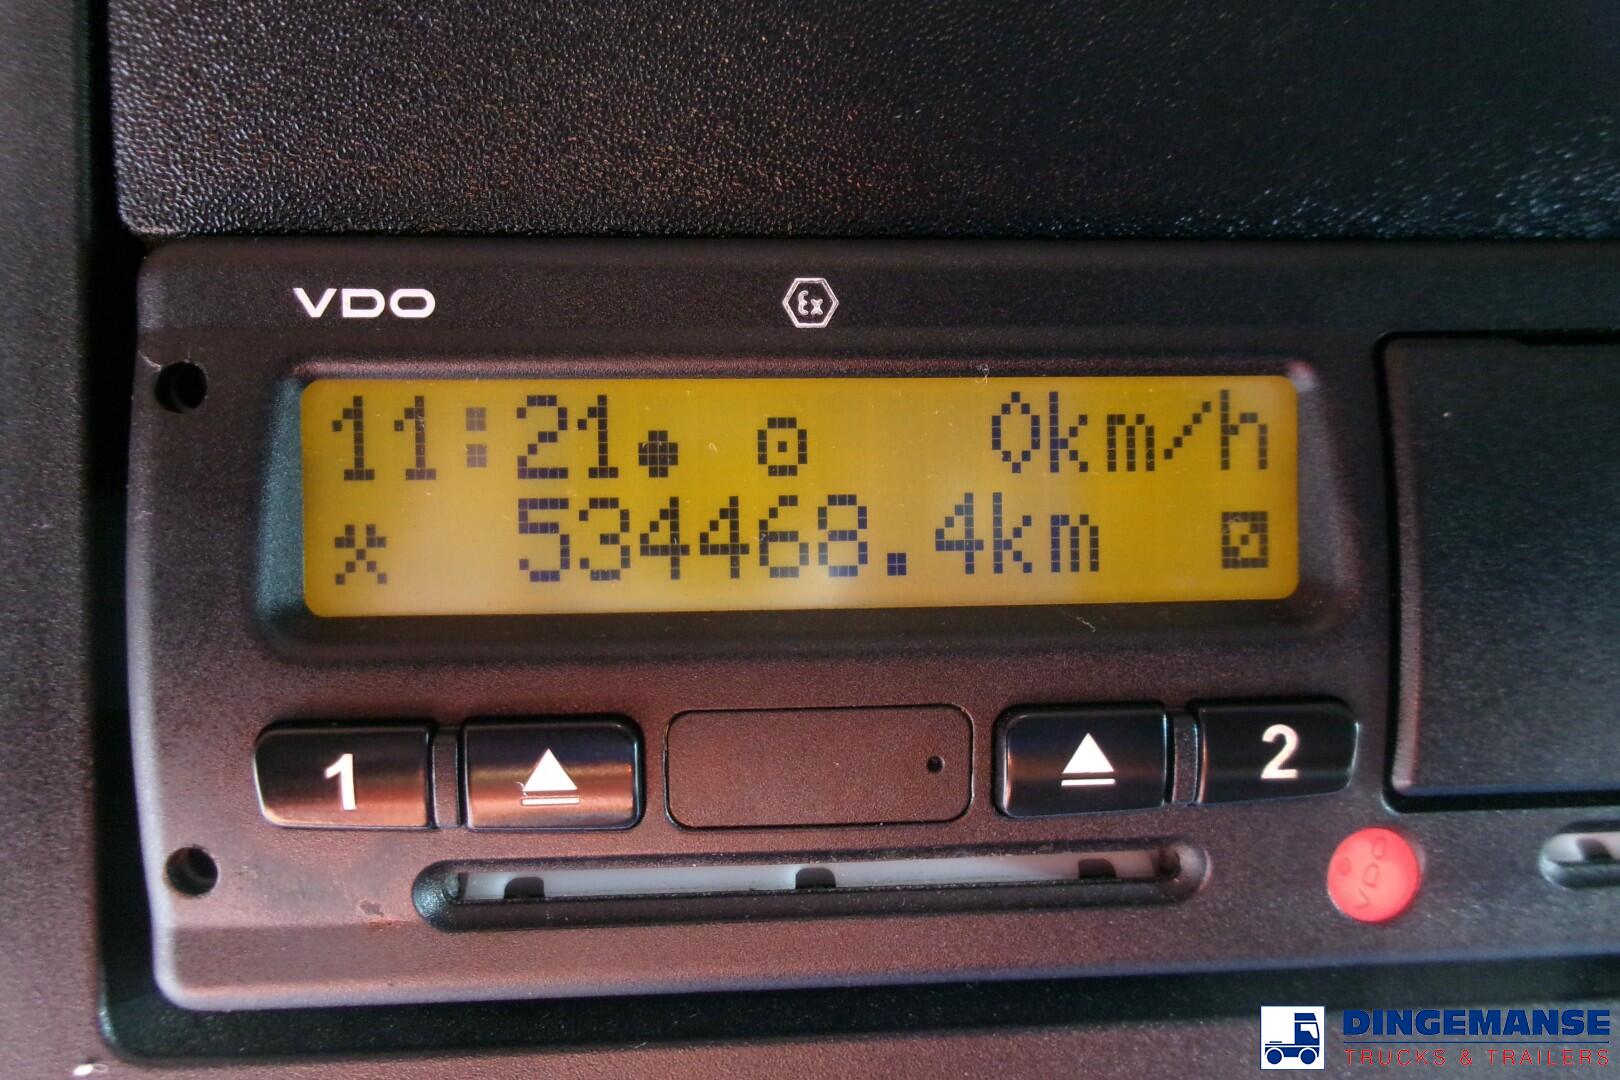 VDO
Ex
11:21 0km/h
534468.4km
1
2
VDO
DINGEMANSE
TRUCKS & TRAILERS